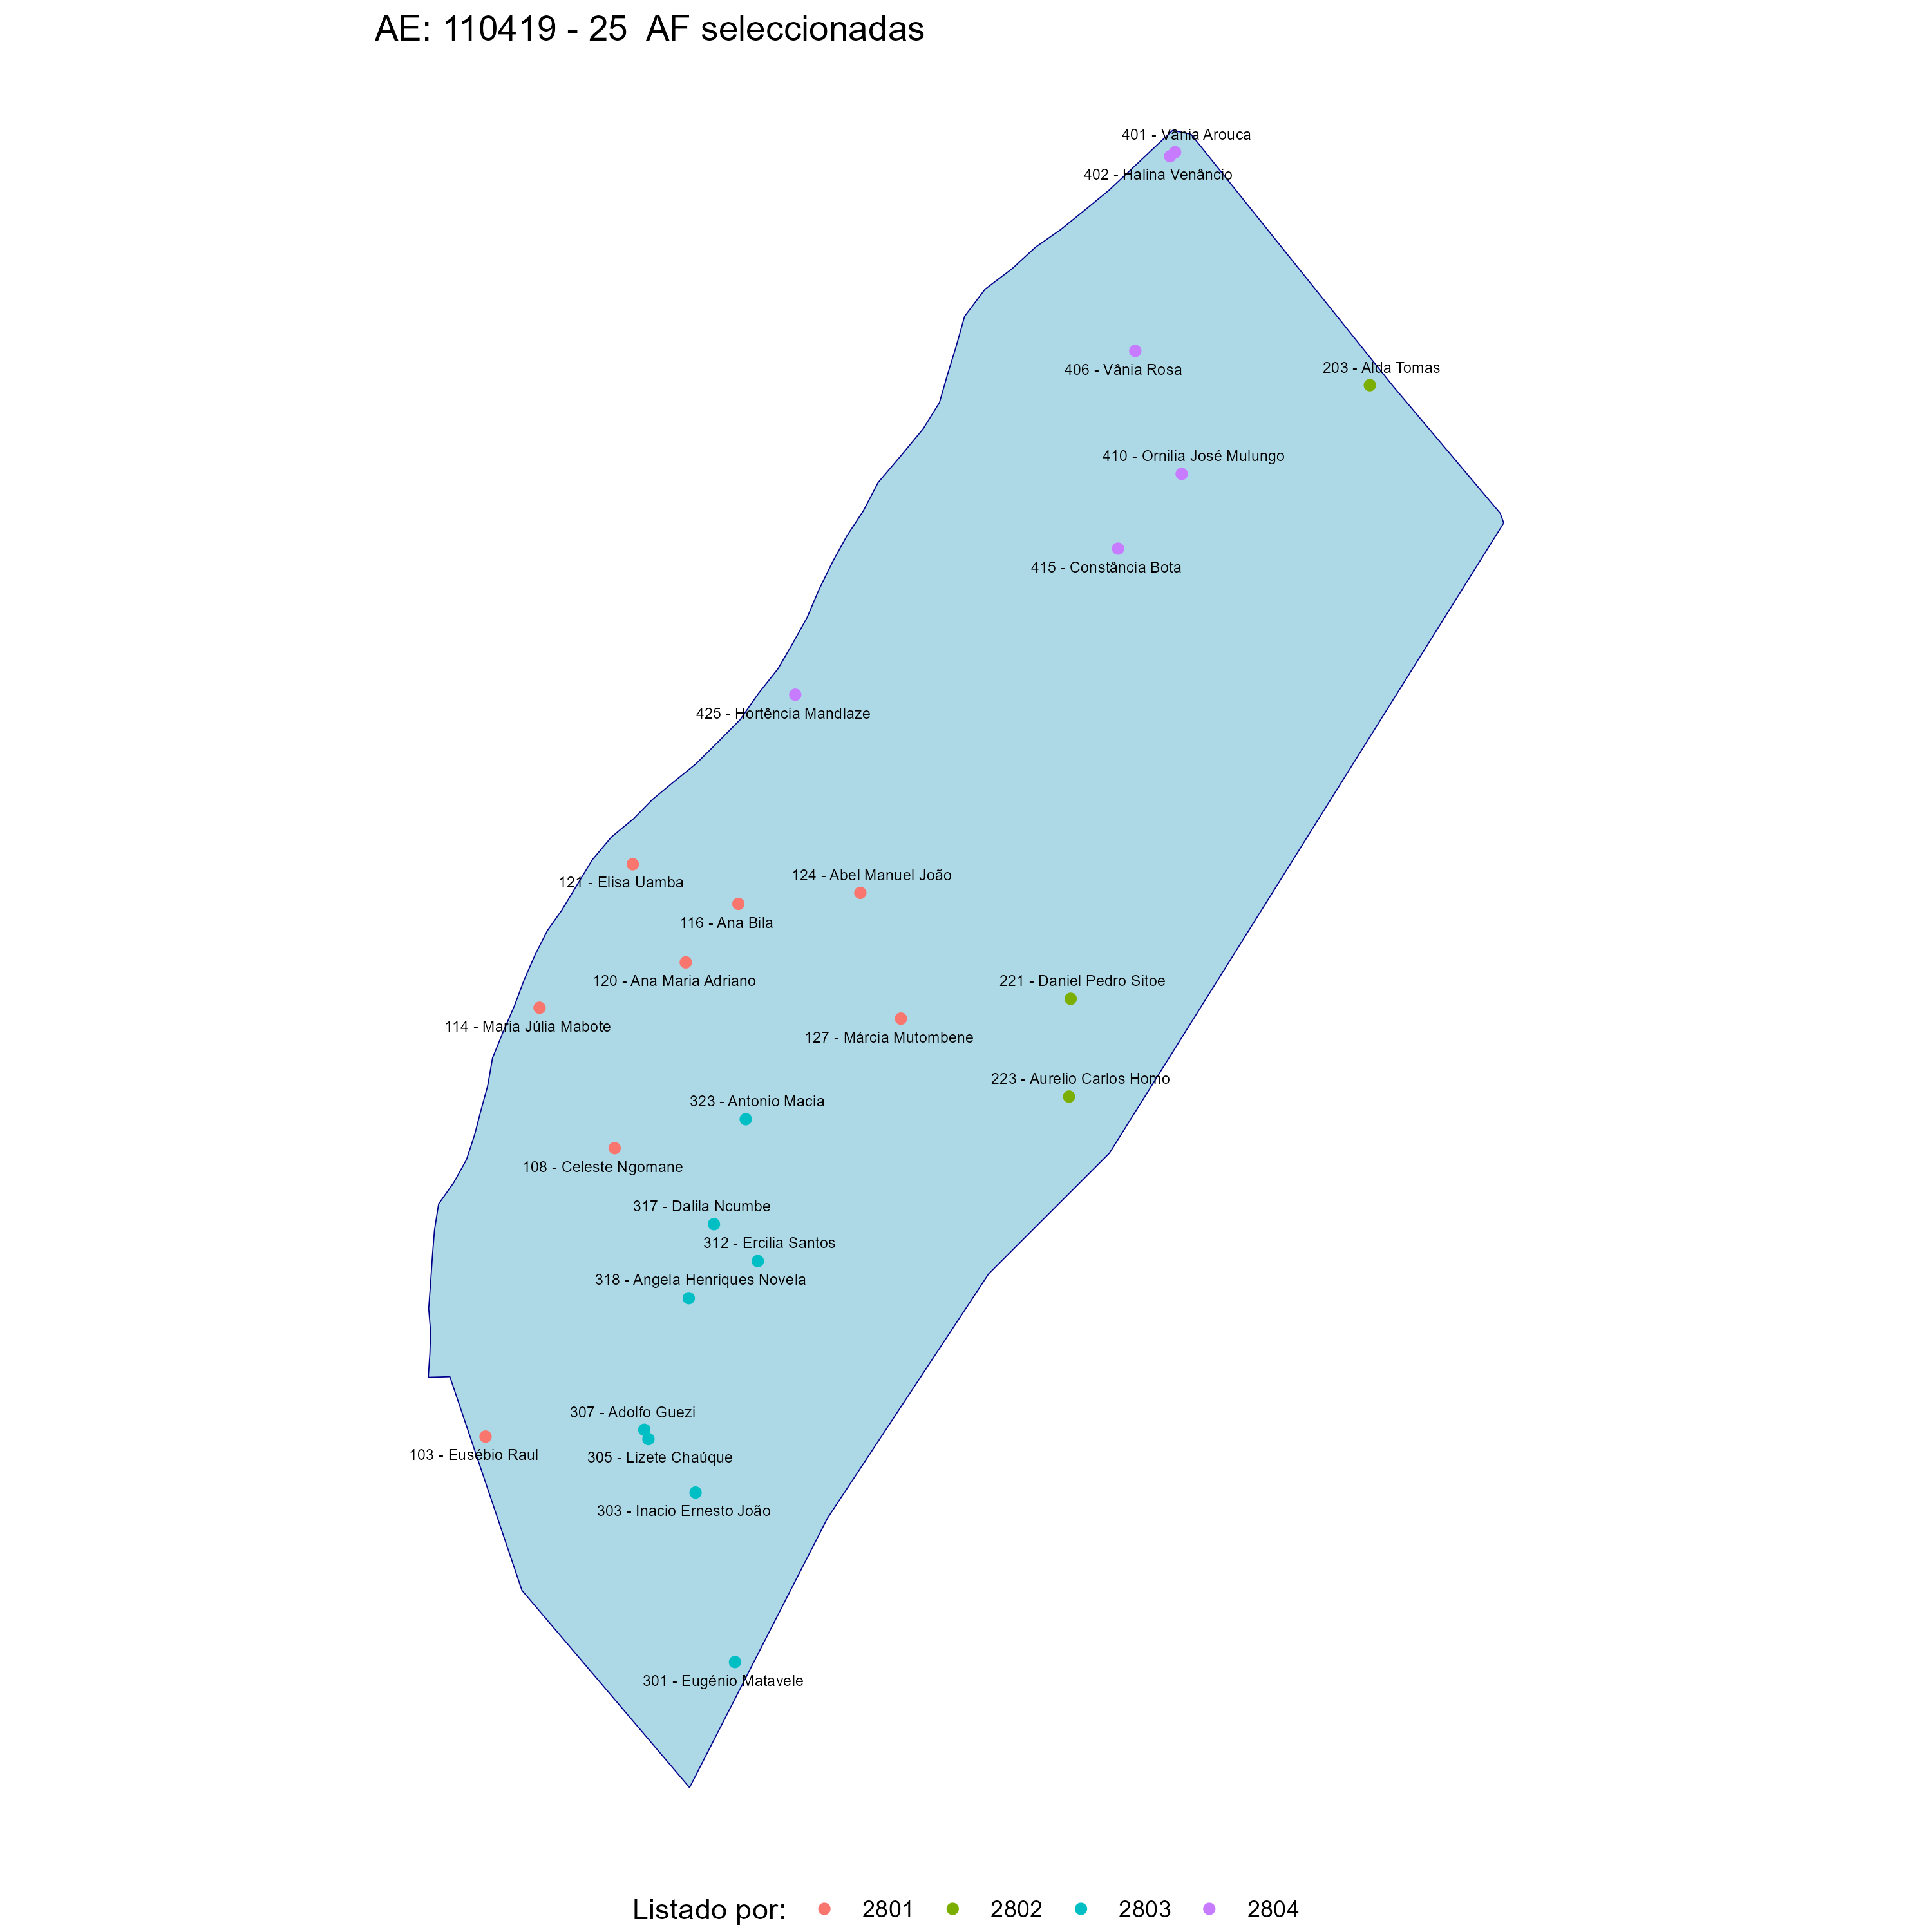 AE: 110419 - 25  AF seleccionadas
401 - Vânia Arouca
402 - Halina Venâncio
406 - Vânia Rosa
203 - Alda Tomas
410 - Ornilia José Mulungo
415 - Constância Bota
425 - Hortência Mandlaze
124 - Abel Manuel João
121 - Elisa Uamba
116 - Ana Bila
120 - Ana Maria Adriano
221 - Daniel Pedro Sitoe
114 - Maria Júlia Mabote
127 - Márcia Mutombene
223 - Aurelio Carlos Homo
323 - Antonio Macia
108 - Celeste Ngomane
317 - Dalila Ncumbe
312 - Ercilia Santos
318 - Angela Henriques Novela
307 - Adolfo Guezi
103 - Eusébio Raul
305 - Lizete Chaúque
303 - Inacio Ernesto João
301 - Eugénio Matavele
Listado por: 2801 2802 2803 2804